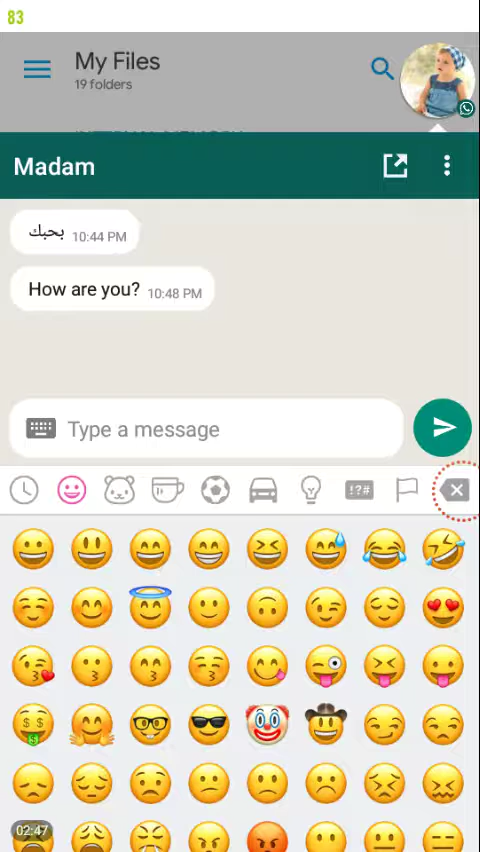 83
My Files
19 folders
Madam
بحبك 10:44 PM
How are you? 10:48 PM
Type a message
!?#
02:47